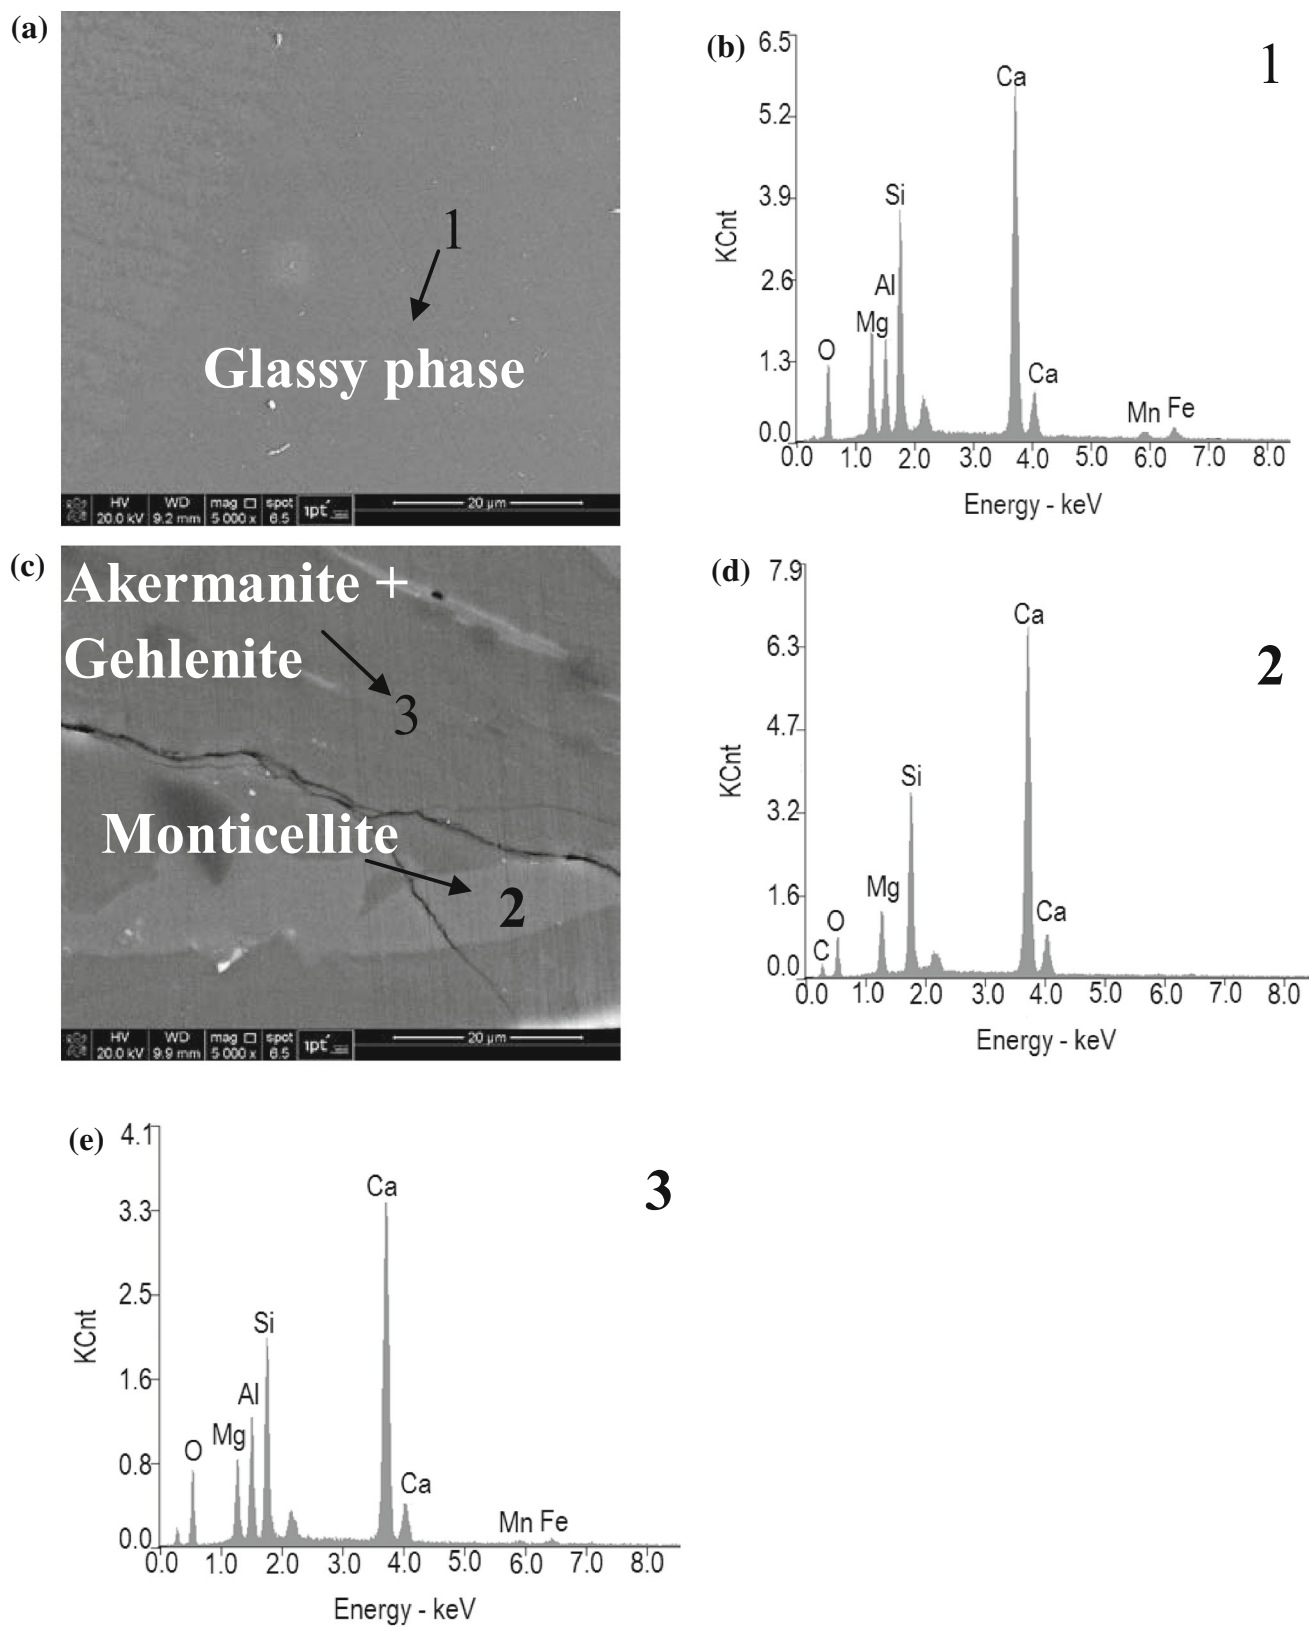 (a)
1
Glassy phase
HV WD mag □ spot
20.0 kV 9.2 mm 5 000 x 6.5 ipt 20 µm
(b)
1
6.5
5.2
3.9
2.6
1.3
0.0
KCnt
O
Mg
Al
Si
Ca
Ca
Mn Fe
0.0 1.0 2.0 3.0 4.0 5.0 6.0 7.0 8.0
Energy - keV
(c)
Akermanite +
Gehlenite
3
Monticellite
2
HV WD mag □ spot
20.0 kV 9.9 mm 5 000 x 6.5 ipt 20 µm
(d)
2
7.9
6.3
4.7
3.2
1.6
0.0
KCnt
C
O
Mg
Si
Ca
Ca
0.0 1.0 2.0 3.0 4.0 5.0 6.0 7.0 8.0
Energy - keV
(e)
3
4.1
3.3
2.5
1.6
0.8
0.0
KCnt
O
Mg
Al
Si
Ca
Ca
Mn Fe
0.0 1.0 2.0 3.0 4.0 5.0 6.0 7.0 8.0
Energy - keV